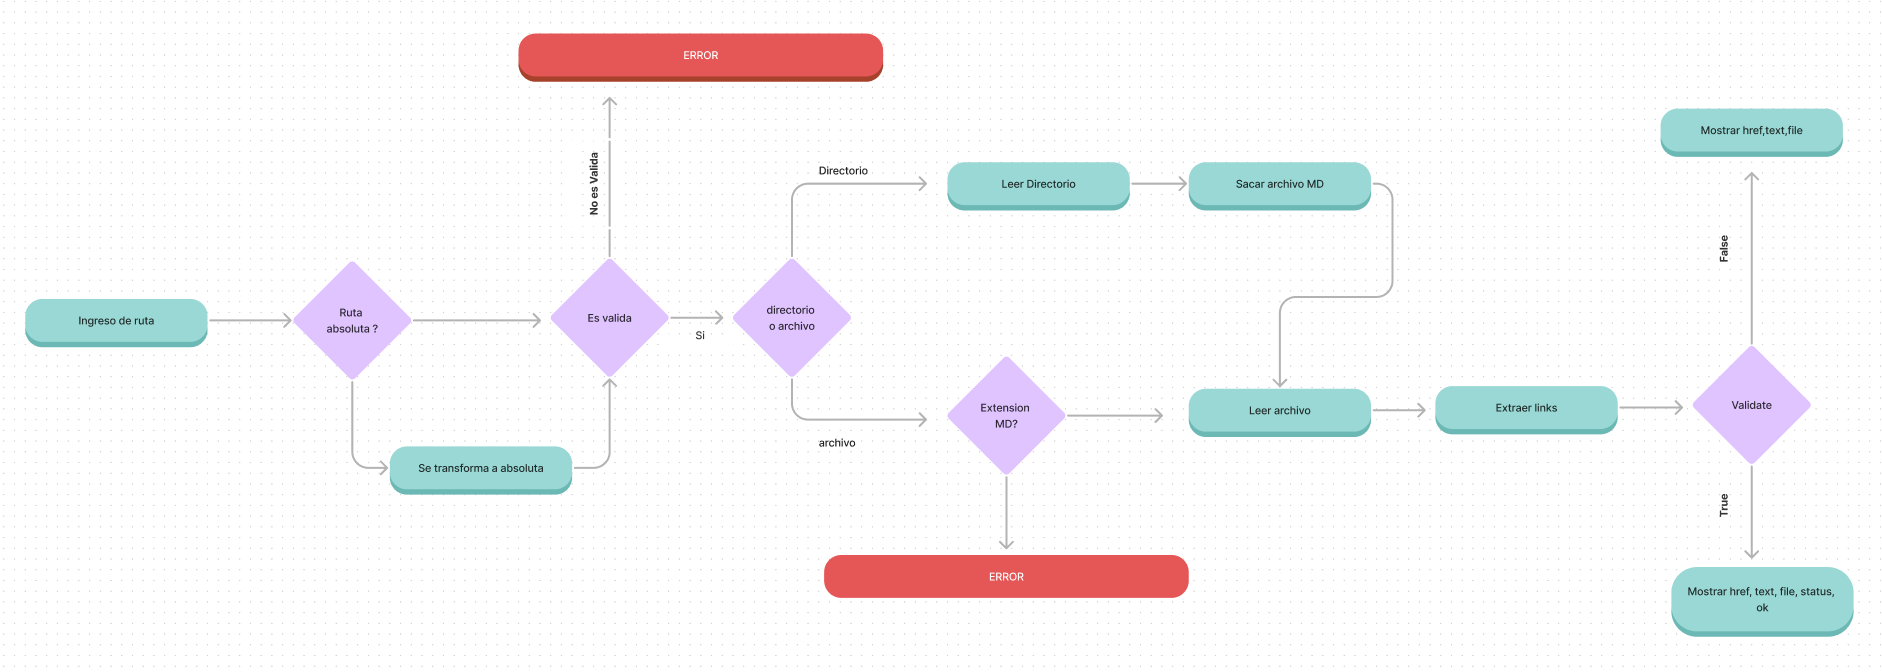 ERROR
No es Valida
Directorio
Leer Directorio
Sacar archivo MD
Mostrar href,text,file
False
Ingreso de ruta
Ruta
absoluta ?
Es valida
Si
directorio
o archivo
archivo
Extension
MD?
Leer archivo
Extraer links
Validate
Se transforma a absoluta
True
ERROR
Mostrar href, text, file, status,
ok